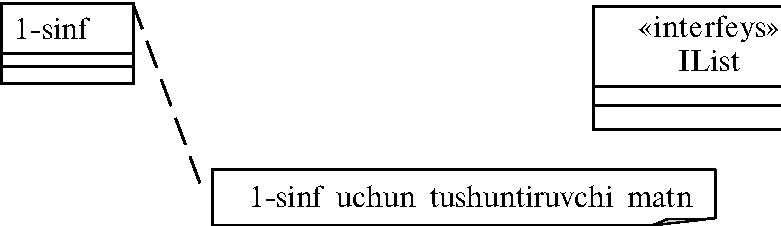 1-sinf
«interfeys»
IList
1-sinf uchun tushuntiruvchi matn